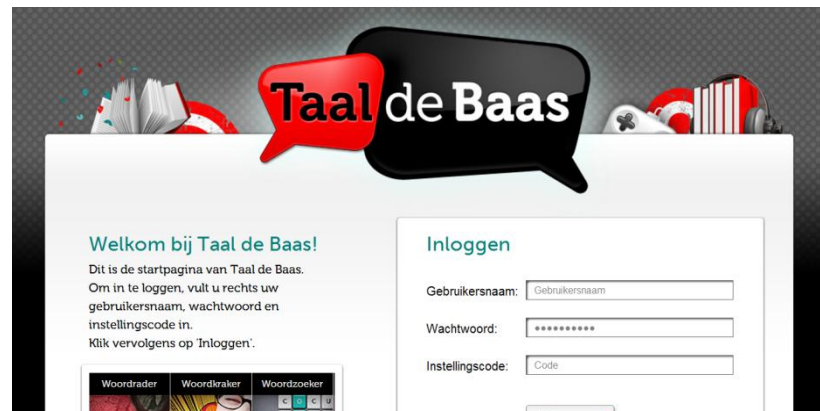 Taal de Baas
Welkom bij Taal de Baas!
Dit is de startpagina van Taal de Baas.
Om in te loggen, vult u rechts uw
gebruikersnaam, wachtwoord en
instellingscode in.
Klik vervolgens op 'Inloggen'.
Woordrader Woordkraker Woordzoeker
C O C U
Inloggen
Gebruikersnaam: Gebruikersnaam
Wachtwoord: ••••••••••
Instellingscode: Code